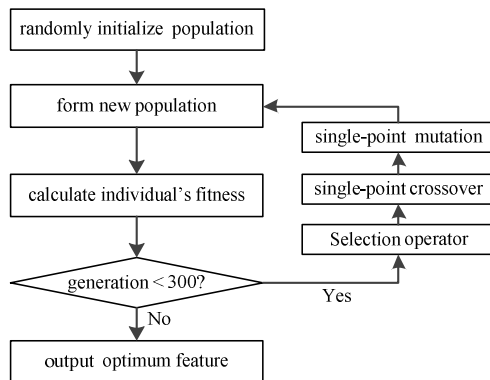 randomly initialize population
form new population
single-point mutation
calculate individual's fitness
single-point crossover
Selection operator
generation < 300?
Yes
No
output optimum feature